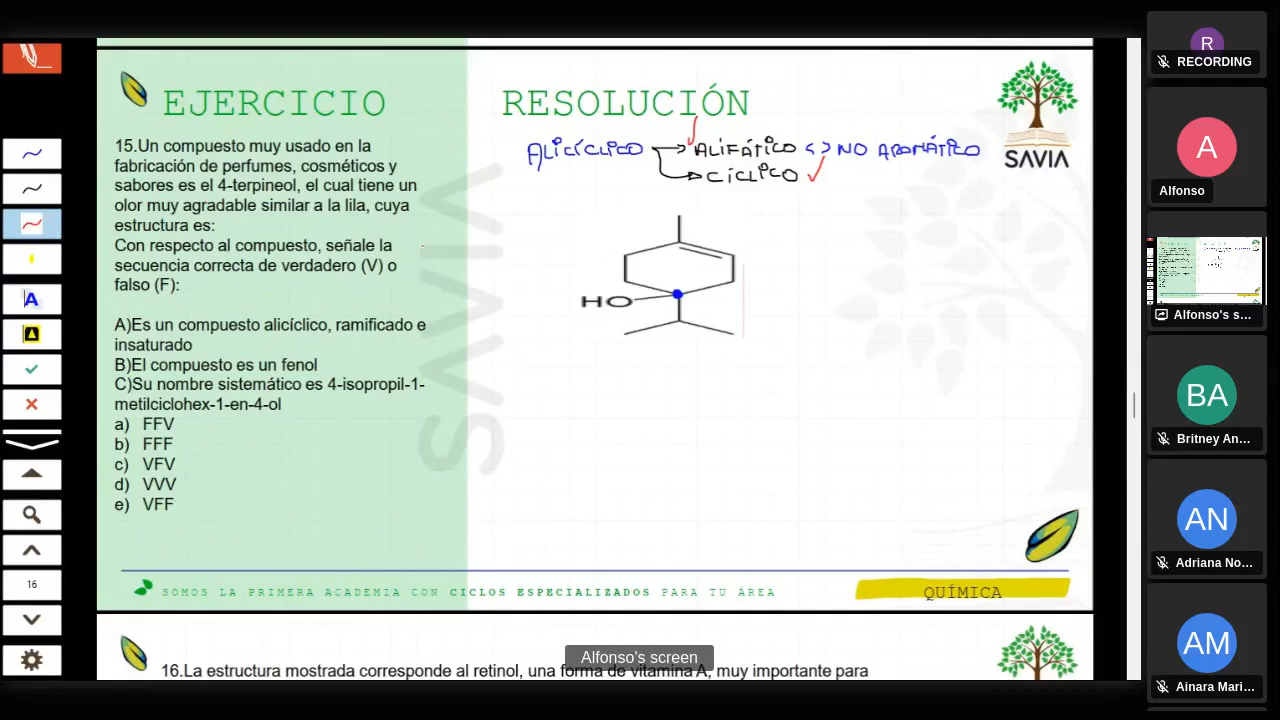 EJERCICIO
15.Un compuesto muy usado en la
fabricación de perfumes, cosméticos y
sabores es el 4-terpineol, el cual tiene un
olor muy agradable similar a la lila, cuya
estructura es:
Con respecto al compuesto, señale la
secuencia correcta de verdadero (V) o
falso (F):
A)Es un compuesto alicíclico, ramificado e
insaturado
B)El compuesto es un fenol
C)Su nombre sistemático es 4-isopropil-1-
metilciclohex-1-en-4-ol
a) FFV
b) FFF
c) VFV
d) VVV
e) VFF
RESOLUCIÓN
ALICÍCLICO
ALIFÁTICO <> NO AROMÁTICO
CÍCLICO
HO
SAVIA
SAVIA
SOMOS LA PRIMERA ACADEMIA CON CICLOS ESPECIALIZADOS PARA TU ÁREA
QUÍMICA
16.La estructura mostrada corresponde al retinol, una forma de vitamina A, muy importante para
Alfonso's screen
A
A
16
R
RECORDING
A
Alfonso
Alfonso's s...
BA
Britney An...
AN
Adriana No...
AM
Ainara Mari...